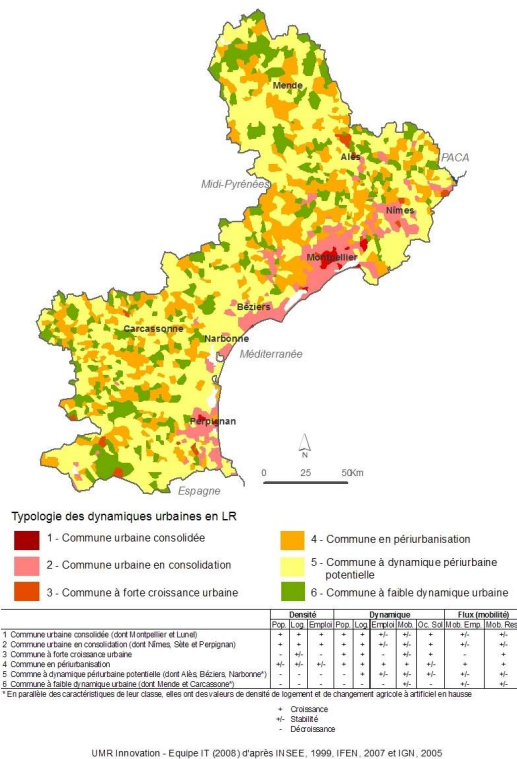 Mende
Alès
PACA
Midi-Pyrénées
Nîmes
Montpellier
Béziers
Carcassonne
Narbonne
Méditerranée
Perpignan
N
0 25 50Km
Espagne
Typologie des dynamiques urbaines en LR
1 - Commune urbaine consolidée
2 - Commune urbaine en consolidation
3 - Commune à forte croissance urbaine
4 - Commune en périurbanisation
5 - Commune à dynamique périurbaine
potentielle
6 - Commune à faible dynamique urbaine
Densité Dynamique Flux (mobilité)
Pop. Log. Emploi Pop. Log. Emploi Mob. Oc. Sol Mob. Emp. Mob. Res
1 Commune urbaine consolidée (dont Montpellier et Lunel) + + + + + +/- +/- + +/- +/-
2 Commune urbaine en consolidation (dont Nîmes, Sète et Perpignan) + + + + + +/- +/- + +/- +/-
3 Commune à forte croissance urbaine - +/- - + + - +/- + - +
4 Commune en périurbanisation +/- +/- +/- + + + + +/- + +
5 Comme à dynamique périurbaine potentielle (dont Alès, Béziers, Narbonne*) - - - - + +/- +/- - +/- +/-
6 Commune à faible dynamique urbaine (dont Mende et Carcassone*) - - - - - - +/- - +/- +/-
* En parallèle des caractéristiques de leur classe, elles ont des valeurs de densité de logement et de changement agricole à artificiel en hausse
+ Croissance
+/- Stabilité
- Décroissance
UMR Innovation - Equipe IT (2008) d'après INSEE, 1999, IFEN, 2007 et IGN, 2005